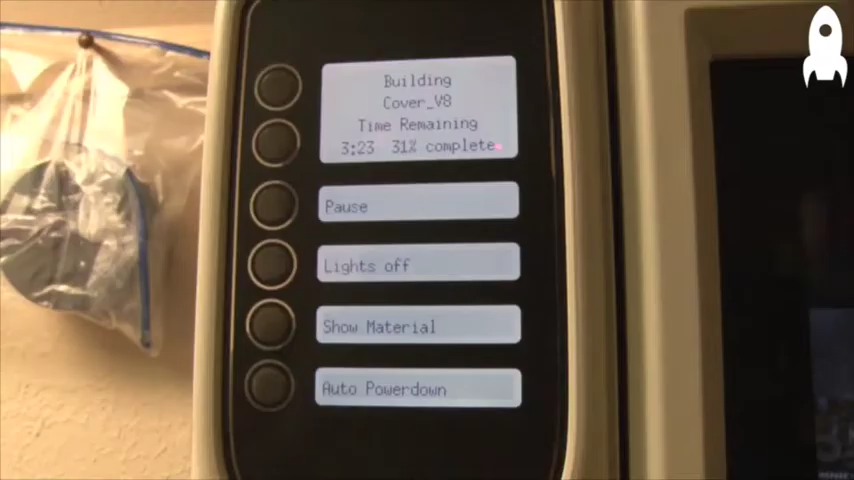 Building
Cover_V8
Time Remaining
3:23 31% complete
Pause
Lights off
Show Material
Auto Powerdown